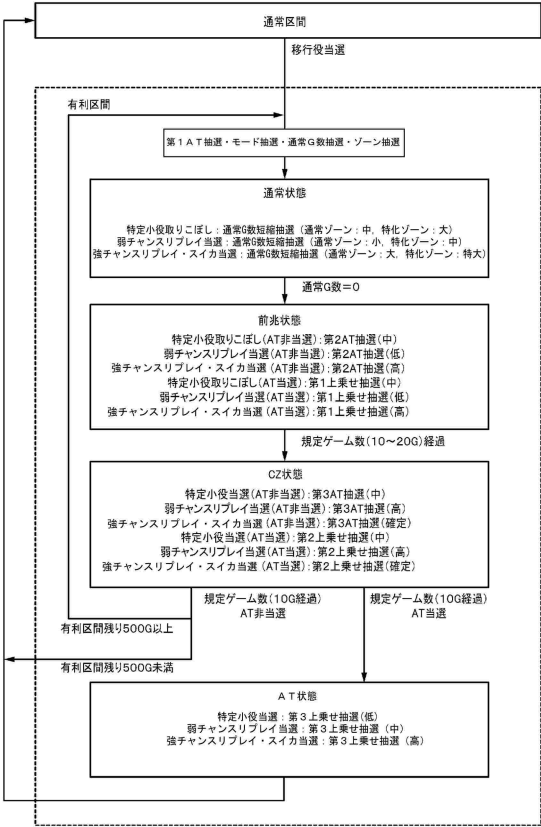 通常区間
移行役当選
有利区間
第1AT抽選・モード抽選・通常G数抽選・ゾーン抽選
通常状態
特定小役取りこぼし：通常G数短縮抽選（通常ゾーン：中，特化ゾーン：大）
弱チャンスリプレイ当選：通常G数短縮抽選（通常ゾーン：小，特化ゾーン：中）
強チャンスリプレイ・スイカ当選：通常G数短縮抽選（通常ゾーン：大，特化ゾーン：特大）
通常G数＝0
前兆状態
特定小役取りこぼし(AT非当選)：第2AT抽選(中)
弱チャンスリプレイ当選(AT非当選)：第2AT抽選(低)
強チャンスリプレイ・スイカ当選(AT非当選)：第2AT抽選(高)
特定小役取りこぼし(AT当選)：第1上乗せ抽選(中)
弱チャンスリプレイ当選(AT当選)：第1上乗せ抽選(低)
強チャンスリプレイ・スイカ当選(AT当選)：第1上乗せ抽選(高)
規定ゲーム数(10～20G)経過
CZ状態
特定小役当選(AT非当選)：第3AT抽選(中)
弱チャンスリプレイ当選(AT非当選)：第3AT抽選(高)
強チャンスリプレイ・スイカ当選(AT非当選)：第3AT抽選(確定)
特定小役当選(AT当選)：第2上乗せ抽選(中)
弱チャンスリプレイ当選(AT当選)：第2上乗せ抽選(高)
強チャンスリプレイ・スイカ当選(AT当選)：第2上乗せ抽選(確定)
規定ゲーム数(10G経過)
AT非当選
規定ゲーム数(10G経過)
AT当選
有利区間残り500G以上
有利区間残り500G未満
AT状態
特定小役当選：第3上乗せ抽選(低)
弱チャンスリプレイ当選：第3上乗せ抽選（中）
強チャンスリプレイ・スイカ当選：第3上乗せ抽選（高）